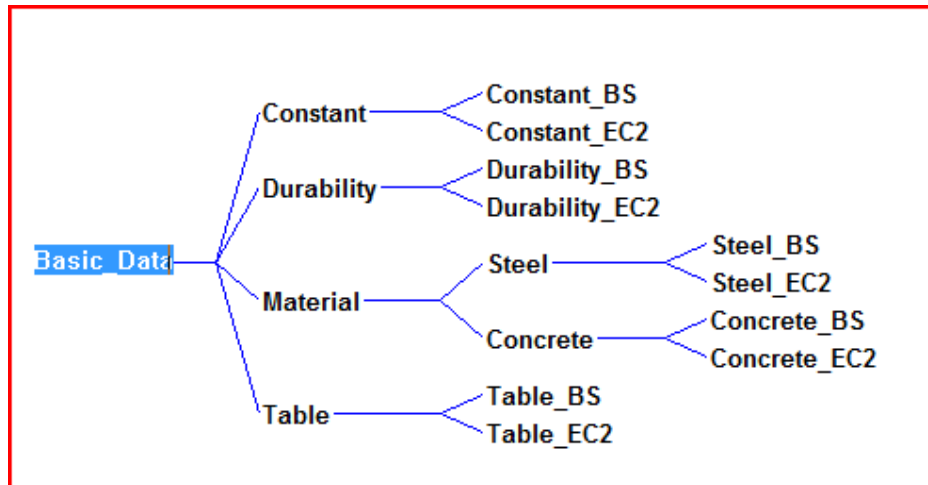 Constant_BS
Constant
Constant_EC2
Durability_BS
Durability
Durability_EC2
Basic_Data
Steel_BS
Steel
Steel_EC2
Material
Concrete_BS
Concrete
Concrete_EC2
Table_BS
Table
Table_EC2